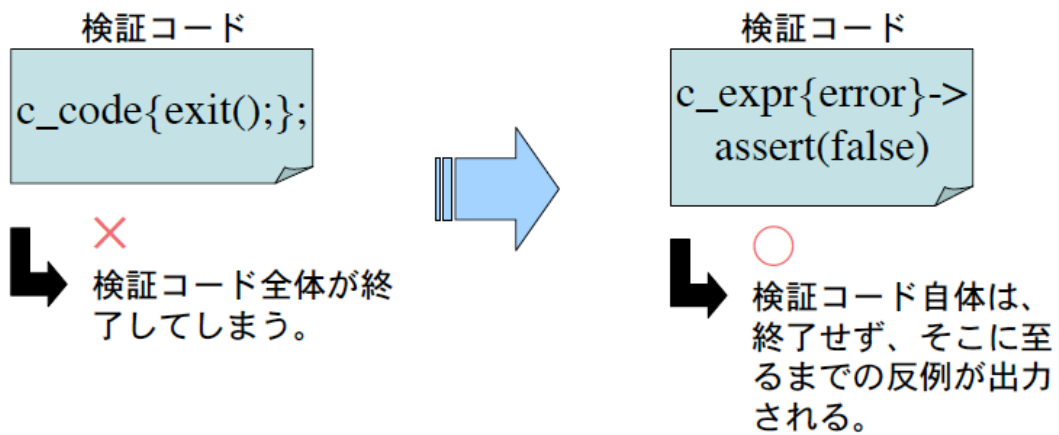 検証コード
c_code{exit();};
×
検証コード全体が終
了してしまう。
検証コード
c_expr{error}->
assert(false)
○
検証コード自体は、
終了せず、そこに至
るまでの反例が出力
される。